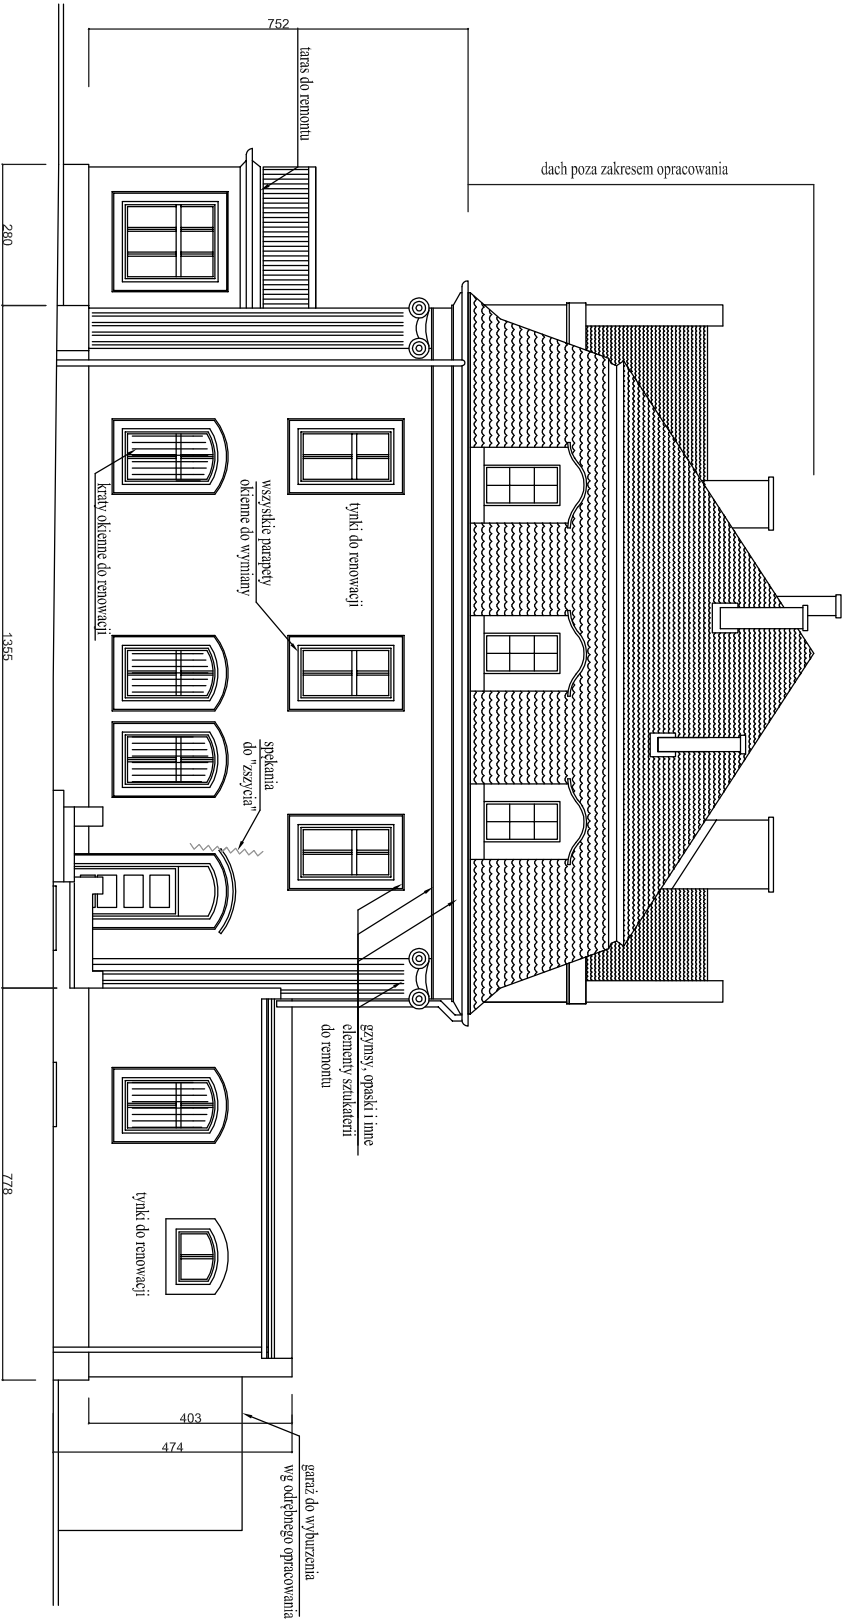 752
taras do remontu
dach poza zakresem opracowania
280
kraty okienne do renowacji
wszystkie parapety
okienne do wymiany
tynki do renowacji
1355
spękania
do "zszycia"
gzymsy, opaski i inne
elementy sztukaterii
do remontu
778
tynki do renowacji
403
474
garaż do wyburzenia
wg odrębnego opracowania